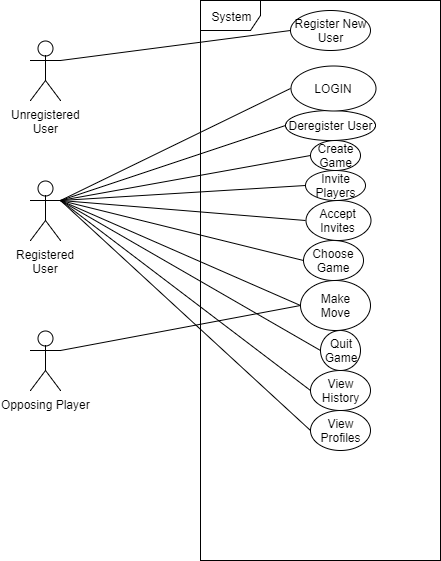 System
Register New
User
Unregistered
User
LOGIN
Deregister User
Create
Game
Invite
Players
Accept
Invites
Registered
User
Choose
Game
Make
Move
Quit
Game
Opposing Player
View
History
View
Profiles